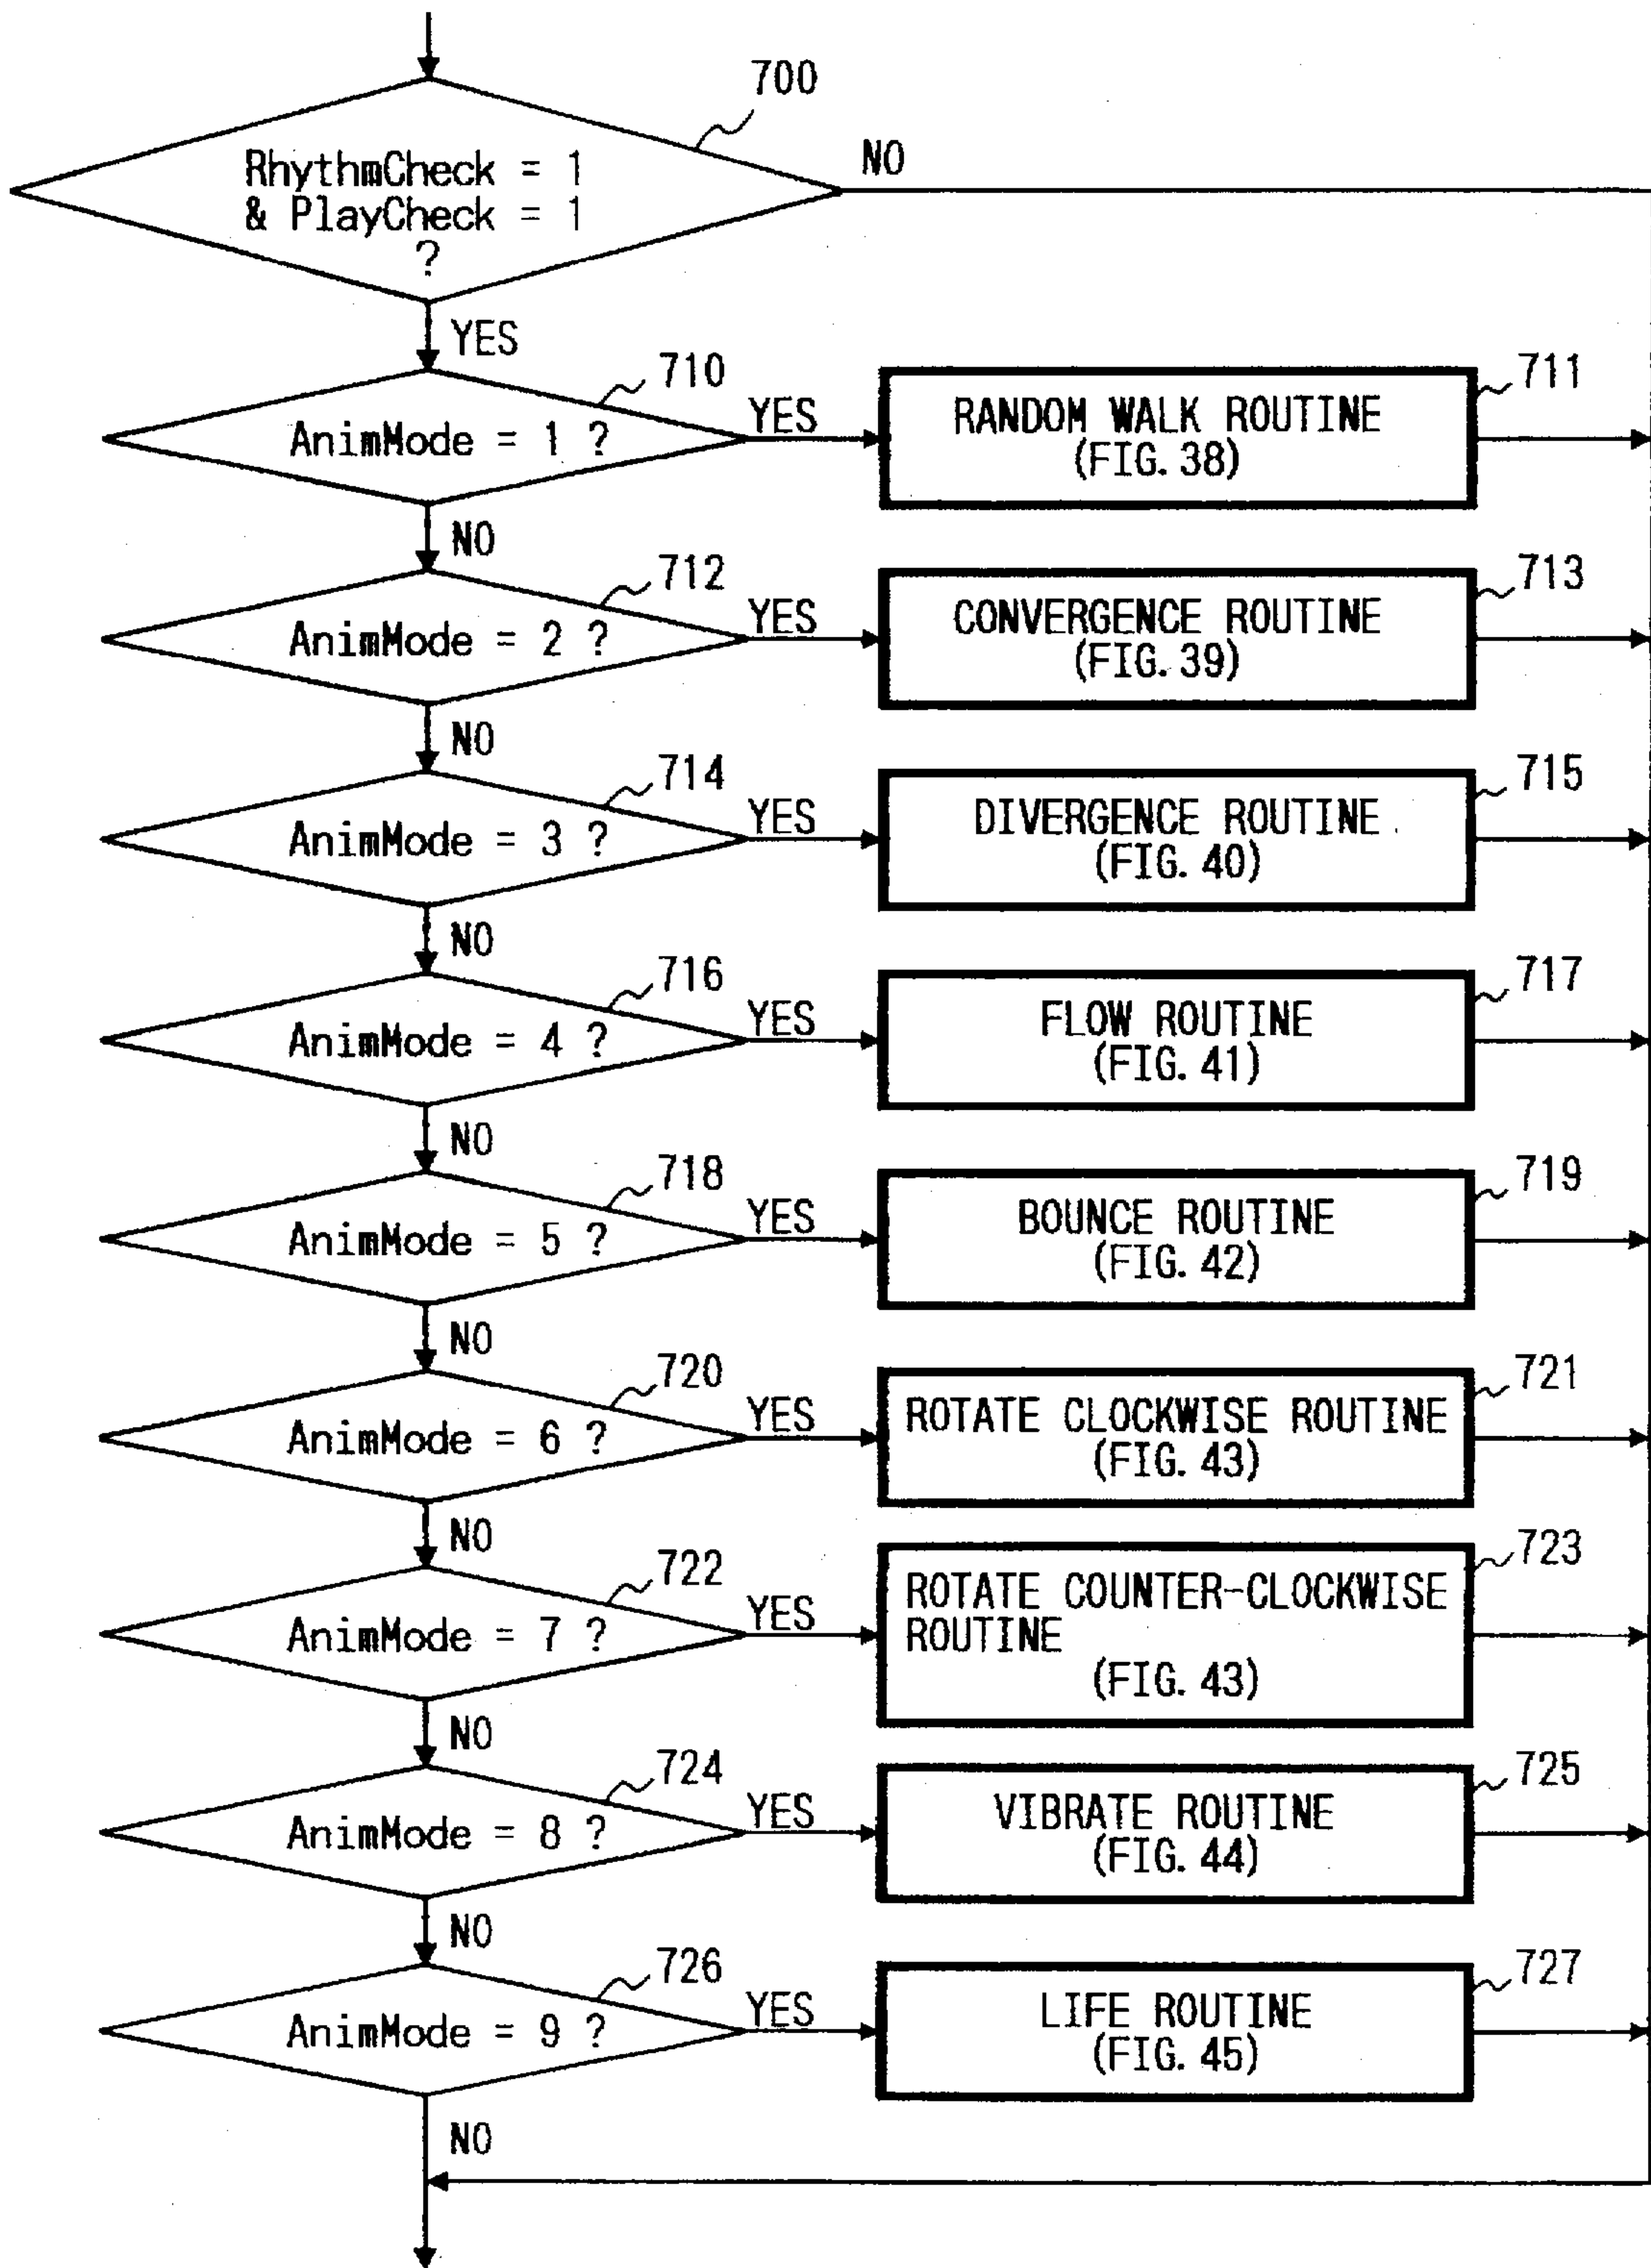 700
RhythmCheck = 1
& PlayCheck = 1
?
NO
YES
710
AnimMode = 1 ?
YES
711
RANDOM WALK ROUTINE
(FIG. 38)
NO
712
AnimMode = 2 ?
YES
713
CONVERGENCE ROUTINE
(FIG. 39)
NO
714
AnimMode = 3 ?
YES
715
DIVERGENCE ROUTINE
(FIG. 40)
NO
716
AnimMode = 4 ?
YES
717
FLOW ROUTINE
(FIG. 41)
NO
718
AnimMode = 5 ?
YES
719
BOUNCE ROUTINE
(FIG. 42)
NO
720
AnimMode = 6 ?
YES
721
ROTATE CLOCKWISE ROUTINE
(FIG. 43)
NO
722
AnimMode = 7 ?
YES
723
ROTATE COUNTER-CLOCKWISE
ROUTINE
(FIG. 43)
NO
724
AnimMode = 8 ?
YES
725
VIBRATE ROUTINE
(FIG. 44)
NO
726
AnimMode = 9 ?
YES
727
LIFE ROUTINE
(FIG. 45)
NO